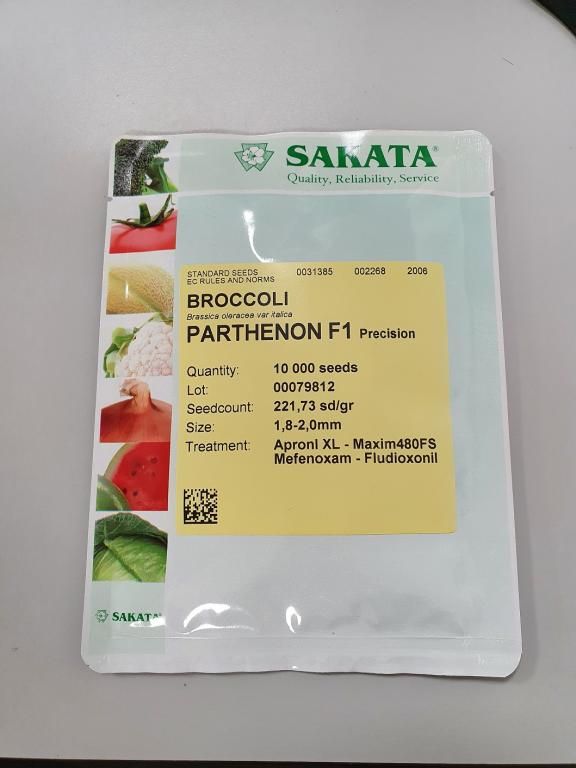 SAKATA®
Quality, Reliability, Service
STANDARD SEEDS 0031385 002268 2006
EC RULES AND NORMS
BROCCOLI
Brassica oleracea var italica
PARTHENON F1 Precision
Quantity: 10 000 seeds
Lot: 00079812
Seedcount: 221,73 sd/gr
Size: 1,8-2,0mm
Treatment: Apronl XL - Maxim480FS
Mefenoxam - Fludioxonil
SAKATA®